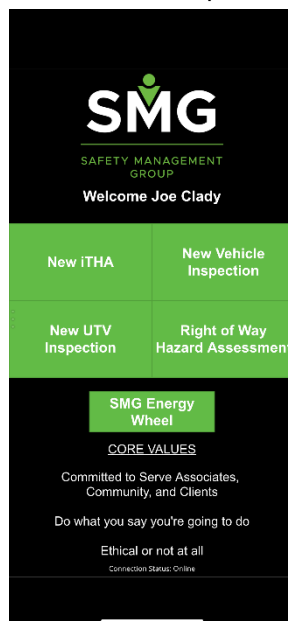 SMG
SAFETY MANAGEMENT
GROUP
Welcome Joe Clady
New iTHA
New Vehicle
Inspection
New UTV
Inspection
Right of Way
Hazard Assessmen
SMG Energy
Wheel
CORE VALUES
Committed to Serve Associates,
Community, and Clients
Do what you say you're going to do
Ethical or not at all
Connection Status: Online